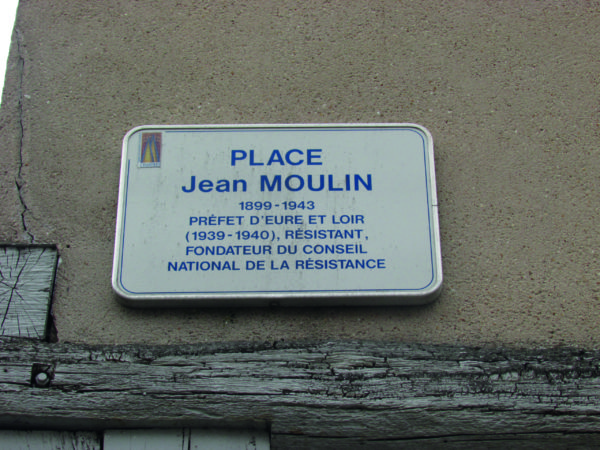 PLACE
Jean MOULIN
1899-1943
PRÉFET D'EURE ET LOIR
(1939-1940), RÉSISTANT,
FONDATEUR DU CONSEIL
NATIONAL DE LA RÉSISTANCE